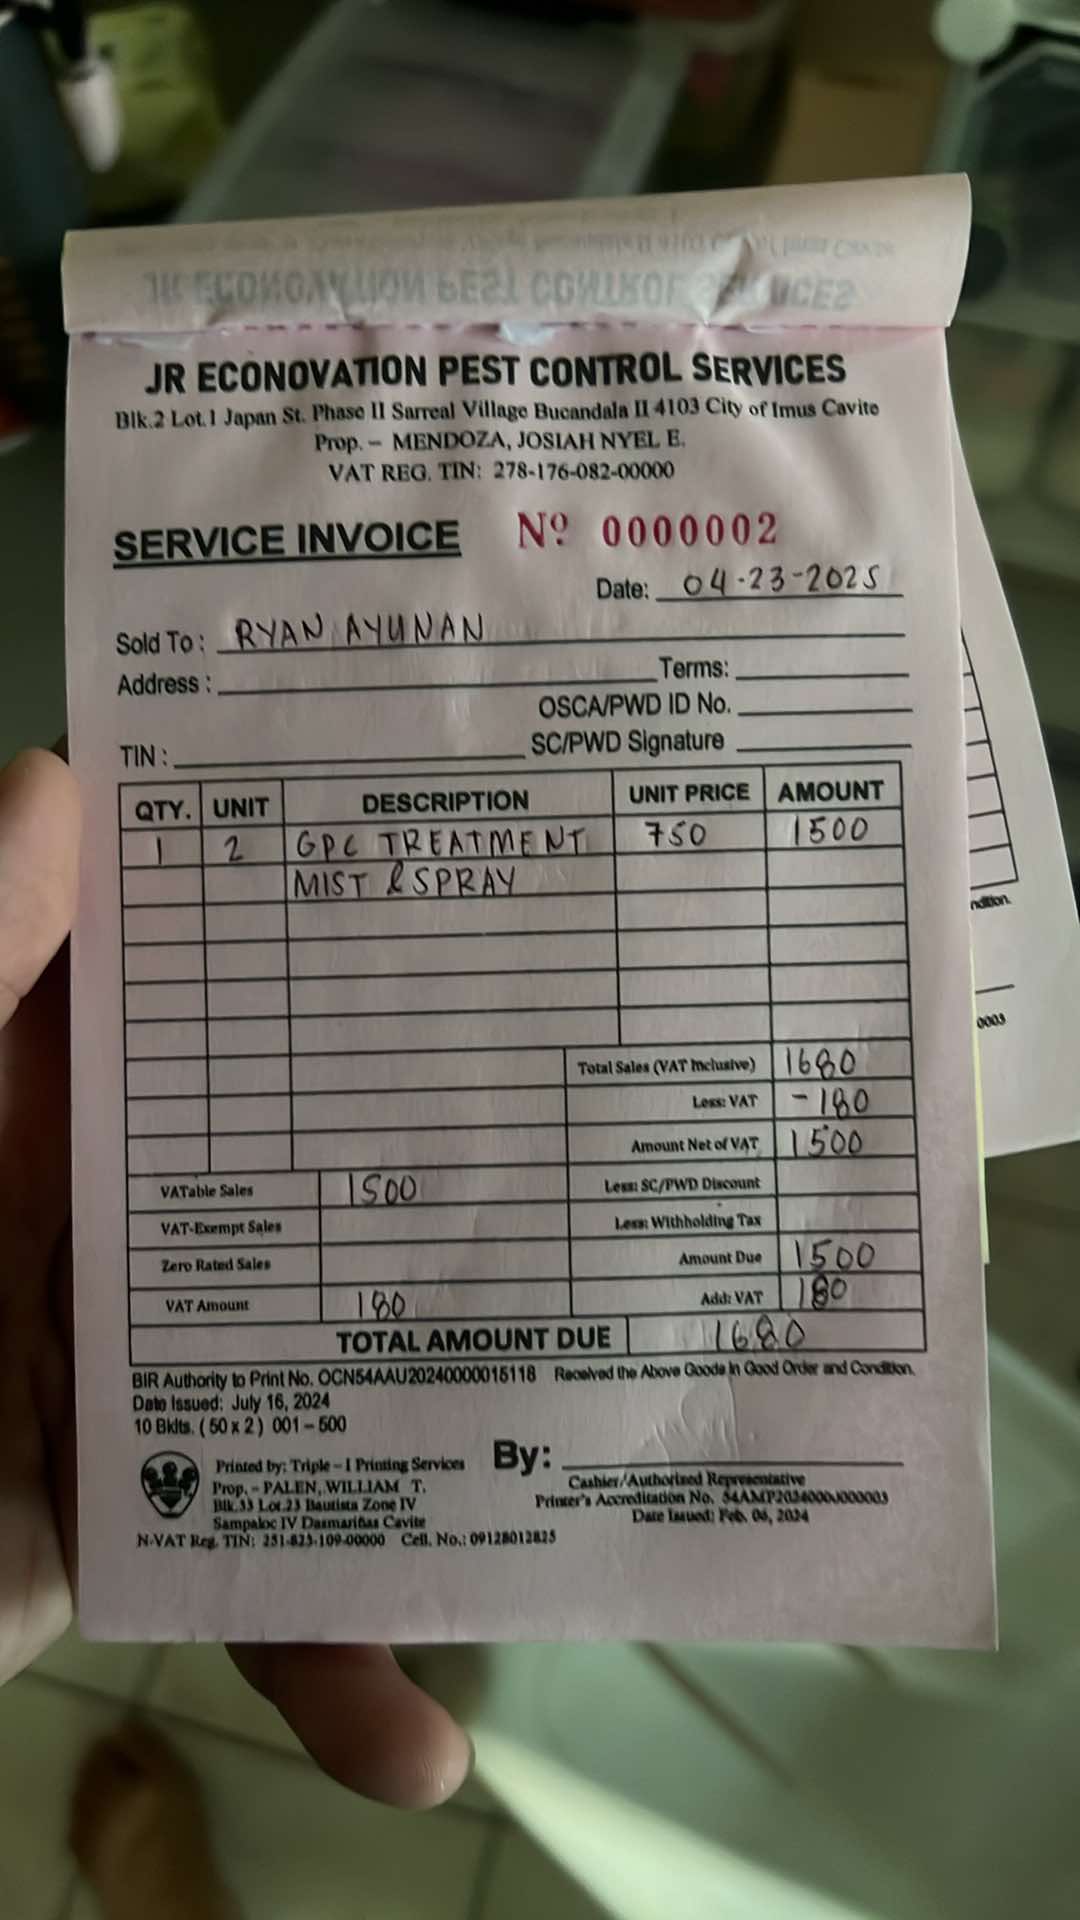 JR ECONOVATION PEST CONTROL SERVICES
Blk.2 Lot.1 Japan St. Phase II Sarreal Village Bucandala II 4103 City of Imus Cavite
Prop. – MENDOZA, JOSIAH NYEL E.
VAT REG. TIN: 278-176-082-00000
SERVICE INVOICE Nº 0000002
Date: 04-23-2025
Sold To: RYAN AYUNAN
Address: Terms:
OSCA/PWD ID No.
TIN: SC/PWD Signature
QTY. UNIT DESCRIPTION UNIT PRICE AMOUNT
1 2 GPC TREATMENT 750 1500
MIST & SPRAY
Total Sales (VAT Inclusive) 1680
Less: VAT - 180
Amount Net of VAT 1500
VATable Sales 1500 Less: SC/PWD Discount
VAT-Exempt Sales Less: Withholding Tax
Zero Rated Sales Amount Due 1500
VAT Amount 180 Add: VAT 180
TOTAL AMOUNT DUE 1680
BIR Authority to Print No. OCN54AAU20240000015118 Received the Above Goods in Good Order and Condition.
Date Issued: July 16, 2024
10 Bklts. (50 x 2) 001 – 500
By:
Printed by: Triple – I Printing Services
Prop. – PALEN, WILLIAM T.
Blk.33 Lot.23 Bautista Zone IV
Sampaloc IV Dasmariñas Cavite
N-VAT Reg. TIN: 251-823-109-00000 Cell. No.: 09128012825
Cashier/Authorized Representative
Printer's Accreditation No.
Date Issued: Feb. 06, 2024
ndition.
0003